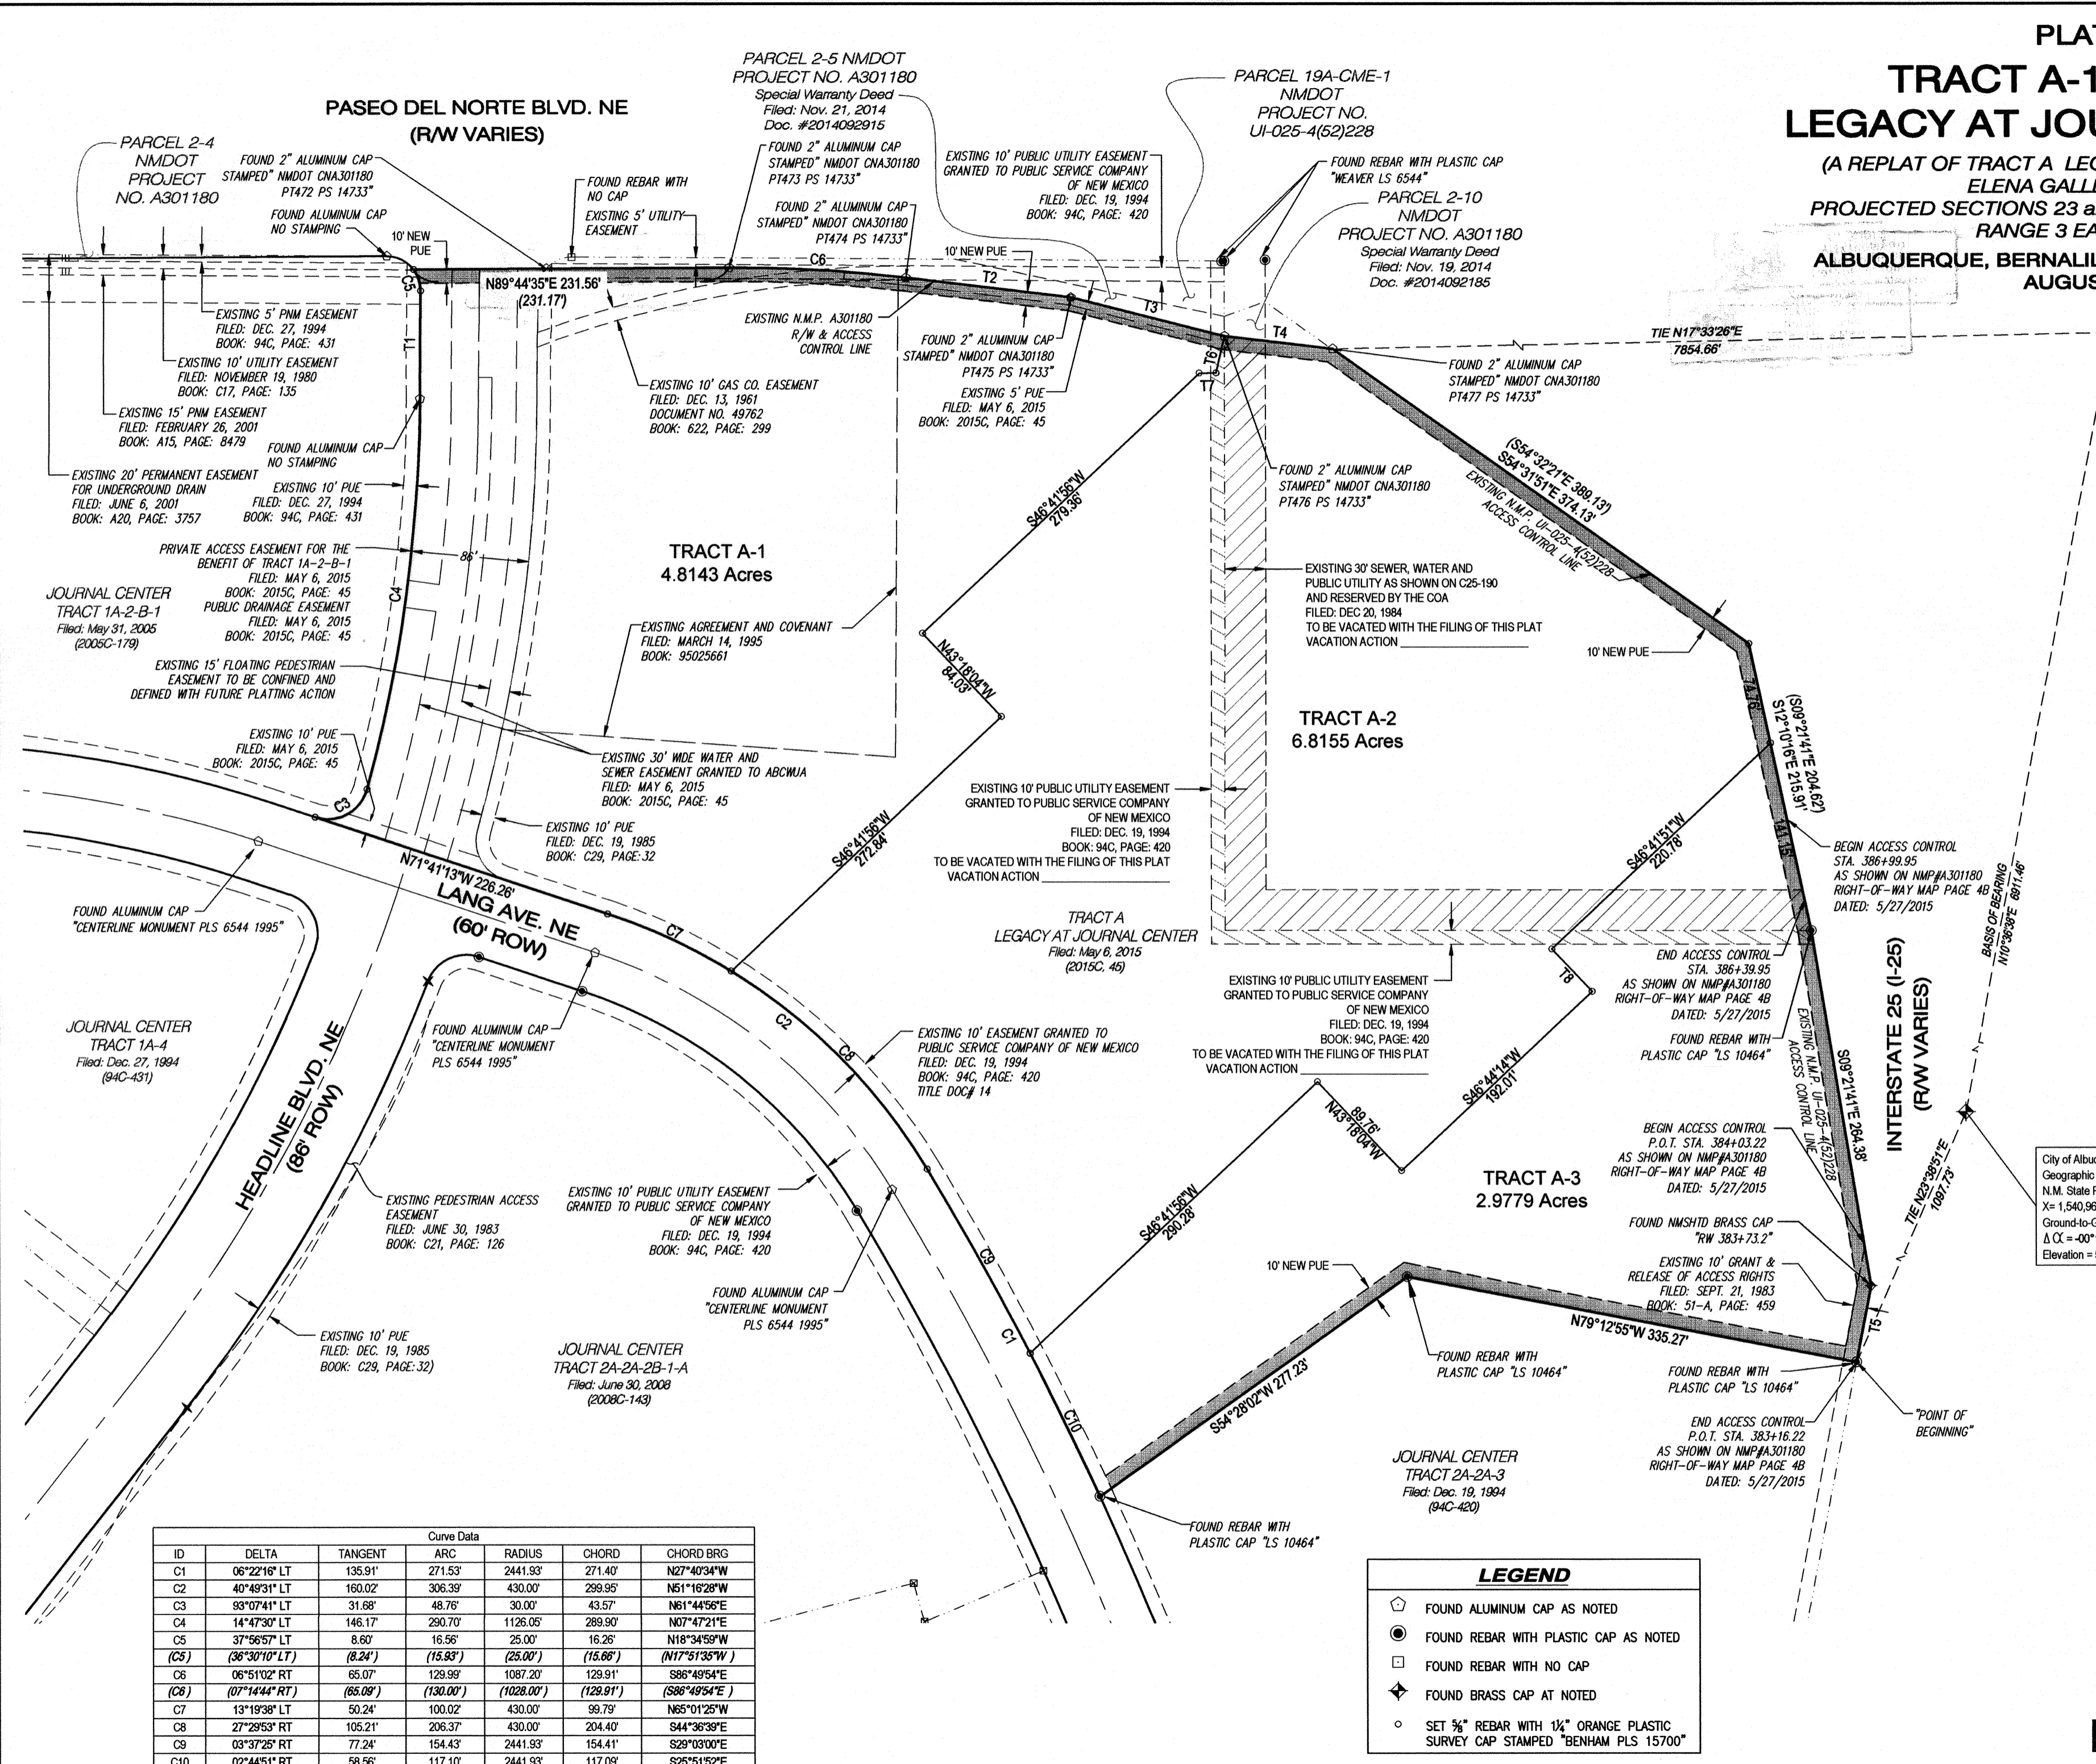 PLAT
TRACT A-1
LEGACY AT JOU
(A REPLAT OF TRACT A LEG
ELENA GALLE
PROJECTED SECTIONS 23 a
RANGE 3 EA
ALBUQUERQUE, BERNALIL
AUGUS
PASEO DEL NORTE BLVD. NE
(R/W VARIES)
PARCEL 2-4
NMDOT
PROJECT
NO. A301180
FOUND 2" ALUMINUM CAP
STAMPED" NMDOT CNA301180
PT472 PS 14733"
FOUND ALUMINUM CAP
NO STAMPING
10' NEW
PUE
PARCEL 2-5 NMDOT
PROJECT NO. A301180
Special Warranty Deed
Filed: Nov. 21, 2014
Doc. #2014092915
FOUND REBAR WITH
NO CAP
EXISTING 5' UTILITY
EASEMENT
FOUND 2" ALUMINUM CAP
STAMPED" NMDOT CNA301180
PT473 PS 14733"
FOUND 2" ALUMINUM CAP
STAMPED" NMDOT CNA301180
PT474 PS 14733"
EXISTING 10' PUBLIC UTILITY EASEMENT
GRANTED TO PUBLIC SERVICE COMPANY
OF NEW MEXICO
FILED: DEC. 19, 1994
BOOK: 94C, PAGE: 420
10' NEW PUE
PARCEL 19A-CME-1
NMDOT
PROJECT NO.
UI-025-4(52)228
FOUND REBAR WITH PLASTIC CAP
"WEAVER LS 6544"
PARCEL 2-10
NMDOT
PROJECT NO. A301180
Special Warranty Deed
Filed: Nov. 19, 2014
Doc. #2014092185
C5
N89°44'35"E 231.56'
(231.17')
C6
T2
T3
T4
T6
T7
TIE N17°33'26"E
7854.66'
EXISTING 5' PNM EASEMENT
FILED: DEC. 27, 1994
BOOK: 94C, PAGE: 431
EXISTING 10' UTILITY EASEMENT
FILED: NOVEMBER 19, 1980
BOOK: C17, PAGE: 135
EXISTING 15' PNM EASEMENT
FILED: FEBRUARY 26, 2001
BOOK: A15, PAGE: 8479
FOUND ALUMINUM CAP
NO STAMPING
EXISTING 20' PERMANENT EASEMENT
FOR UNDERGROUND DRAIN
FILED: JUNE 6, 2001
BOOK: A20, PAGE: 3757
EXISTING 10' PUE
FILED: DEC. 27, 1994
BOOK: 94C, PAGE: 431
T1
EXISTING N.M.P. A301180
R/W & ACCESS
CONTROL LINE
EXISTING 10' GAS CO. EASEMENT
FILED: DEC. 13, 1961
DOCUMENT NO. 49762
BOOK: 622, PAGE: 299
FOUND 2" ALUMINUM CAP
STAMPED" NMDOT CNA301180
PT475 PS 14733"
EXISTING 5' PUE
FILED: MAY 6, 2015
BOOK: 2015C, PAGE: 45
FOUND 2" ALUMINUM CAP
STAMPED" NMDOT CNA301180
PT477 PS 14733"
FOUND 2" ALUMINUM CAP
STAMPED" NMDOT CNA301180
PT476 PS 14733"
(S54°32'21"E 389.13')
S54°31'51"E 374.13'
EXISTING N.M.P. UI-025-4(52)228
ACCESS CONTROL LINE
S46°41'56"W
279.36'
PRIVATE ACCESS EASEMENT FOR THE
BENEFIT OF TRACT 1A-2-B-1
FILED: MAY 6, 2015
BOOK: 2015C, PAGE: 45
PUBLIC DRAINAGE EASEMENT
FILED: MAY 6, 2015
BOOK: 2015C, PAGE: 45
86'
C4
JOURNAL CENTER
TRACT 1A-2-B-1
Filed: May 31, 2005
(2005C-179)
EXISTING 15' FLOATING PEDESTRIAN
EASEMENT TO BE CONFINED AND
DEFINED WITH FUTURE PLATTING ACTION
TRACT A-1
4.8143 Acres
EXISTING AGREEMENT AND COVENANT
FILED: MARCH 14, 1995
BOOK: 95025661
N43°18'04"W
84.03'
EXISTING 30' SEWER, WATER AND
PUBLIC UTILITY AS SHOWN ON C25-190
AND RESERVED BY THE COA
FILED: DEC 20, 1984
TO BE VACATED WITH THE FILING OF THIS PLAT
VACATION ACTION
10' NEW PUE
74.76'
(S09°21'41"E 204.62')
S12°10'16"E 215.91'
141.15'
TRACT A-2
6.8155 Acres
EXISTING 10' PUE
FILED: MAY 6, 2015
BOOK: 2015C, PAGE: 45
C3
EXISTING 30' WIDE WATER AND
SEWER EASEMENT GRANTED TO ABCWUA
FILED: MAY 6, 2015
BOOK: 2015C, PAGE: 45
EXISTING 10' PUE
FILED: DEC. 19, 1985
BOOK: C29, PAGE: 32
S46°41'56"W
272.84'
EXISTING 10' PUBLIC UTILITY EASEMENT
GRANTED TO PUBLIC SERVICE COMPANY
OF NEW MEXICO
FILED: DEC. 19, 1994
BOOK: 94C, PAGE: 420
TO BE VACATED WITH THE FILING OF THIS PLAT
VACATION ACTION
S46°41'51"W
220.78'
BEGIN ACCESS CONTROL
STA. 386+99.95
AS SHOWN ON NMP#A301180
RIGHT-OF-WAY MAP PAGE 4B
DATED: 5/27/2015
BASIS OF BEARING
N10°36'38"E 6911.46'
N71°41'13"W 226.26'
LANG AVE. NE
(60' ROW)
C7
FOUND ALUMINUM CAP
"CENTERLINE MONUMENT PLS 6544 1995"
TRACT A
LEGACY AT JOURNAL CENTER
Filed: May 6, 2015
(2015C, 45)
T8
END ACCESS CONTROL
STA. 386+39.95
AS SHOWN ON NMP#A301180
RIGHT-OF-WAY MAP PAGE 4B
DATED: 5/27/2015
FOUND REBAR WITH
PLASTIC CAP "LS 10464"
INTERSTATE 25 (I-25)
(R/W VARIES)
EXISTING 10' PUBLIC UTILITY EASEMENT
GRANTED TO PUBLIC SERVICE COMPANY
OF NEW MEXICO
FILED: DEC. 19, 1994
BOOK: 94C, PAGE: 420
TO BE VACATED WITH THE FILING OF THIS PLAT
VACATION ACTION
JOURNAL CENTER
TRACT 1A-4
Filed: Dec. 27, 1994
(94C-431)
HEADLINE BLVD. NE
(86' ROW)
FOUND ALUMINUM CAP
"CENTERLINE MONUMENT
PLS 6544 1995"
C2
C8
EXISTING 10' EASEMENT GRANTED TO
PUBLIC SERVICE COMPANY OF NEW MEXICO
FILED: DEC. 19, 1994
BOOK: 94C, PAGE: 420
TITLE DOC# 14
89.76'
N43°18'04"W
S46°44'14"W
192.01'
EXISTING N.M.P. UI-025-4(52)228
ACCESS CONTROL LINE
S09°21'41"E 264.38'
BEGIN ACCESS CONTROL
P.O.T. STA. 384+03.22
AS SHOWN ON NMP#A301180
RIGHT-OF-WAY MAP PAGE 4B
DATED: 5/27/2015
TIE N23°38'51"E
1097.73'
City of Albuq
Geographic
N.M. State P
X= 1,540,96
Ground-to-G
Δ α = -00°
Elevation =
TRACT A-3
2.9779 Acres
FOUND NMSHTD BRASS CAP
"RW 383+73.2"
EXISTING 10' GRANT &
RELEASE OF ACCESS RIGHTS
FILED: SEPT. 21, 1983
BOOK: 51-A, PAGE: 459
EXISTING PEDESTRIAN ACCESS
EASEMENT
FILED: JUNE 30, 1983
BOOK: C21, PAGE: 126
EXISTING 10' PUBLIC UTILITY EASEMENT
GRANTED TO PUBLIC SERVICE COMPANY
OF NEW MEXICO
FILED: DEC. 19, 1994
BOOK: 94C, PAGE: 420
C9
S46°41'56"W
290.28'
10' NEW PUE
N79°12'55"W 335.27'
T5
FOUND ALUMINUM CAP
"CENTERLINE MONUMENT
PLS 6544 1995"
C1
EXISTING 10' PUE
FILED: DEC. 19, 1985
BOOK: C29, PAGE: 32)
JOURNAL CENTER
TRACT 2A-2A-2B-1-A
Filed: June 30, 2008
(2008C-143)
C10
S54°28'02"W 277.23'
FOUND REBAR WITH
PLASTIC CAP "LS 10464"
FOUND REBAR WITH
PLASTIC CAP "LS 10464"
"POINT OF
BEGINNING"
END ACCESS CONTROL
P.O.T. STA. 383+16.22
AS SHOWN ON NMP#A301180
RIGHT-OF-WAY MAP PAGE 4B
DATED: 5/27/2015
JOURNAL CENTER
TRACT 2A-2A-3
Filed: Dec. 19, 1994
(94C-420)
FOUND REBAR WITH
PLASTIC CAP "LS 10464"
Curve Data
ID DELTA TANGENT ARC RADIUS CHORD CHORD BRG
C1 06°22'16" LT 135.91' 271.53' 2441.93' 271.40' N27°40'34"W
C2 40°49'31" LT 160.02' 306.39' 430.00' 299.95' N51°16'28"W
C3 93°07'41" LT 31.68' 48.76' 30.00' 43.57' N61°44'56"E
C4 14°47'30" LT 146.17' 290.70' 1126.05' 289.90' N07°47'21"E
C5 37°56'57" LT 8.60' 16.56' 25.00' 16.26' N18°34'59"W
(C5) (36°30'10" LT) (8.24') (15.93') (25.00') (15.66') (N17°51'35"W )
C6 06°51'02" RT 65.07' 129.99' 1087.20' 129.91' S86°49'54"E
(C6) (07°14'44" RT) (65.09') (130.00') (1028.00') (129.91') (S86°49'54"E )
C7 13°19'38" LT 50.24' 100.02' 430.00' 99.79' N65°01'25"W
C8 27°29'53" RT 105.21' 206.37' 430.00' 204.40' S44°36'39"E
C9 03°37'25" RT 77.24' 154.43' 2441.93' 154.41' S29°03'00"E
C10 02°44'51" RT 58.56' 117.10' 2441.93' 117.09' S25°51'52"E
LEGEND
FOUND ALUMINUM CAP AS NOTED
FOUND REBAR WITH PLASTIC CAP AS NOTED
FOUND REBAR WITH NO CAP
FOUND BRASS CAP AT NOTED
SET ⅝" REBAR WITH 1¼" ORANGE PLASTIC
SURVEY CAP STAMPED "BENHAM PLS 15700"